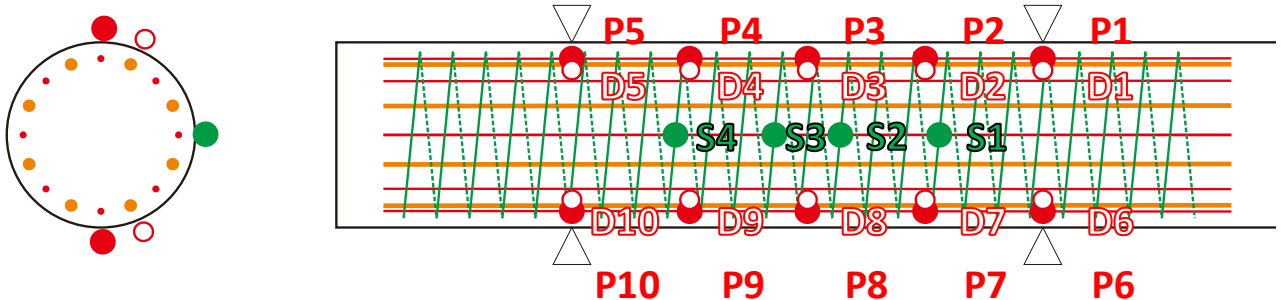 P5 P4 P3 P2 P1
D5 D4 D3 D2 D1
S4 S3 S2 S1
D10 D9 D8 D7 D6
P10 P9 P8 P7 P6